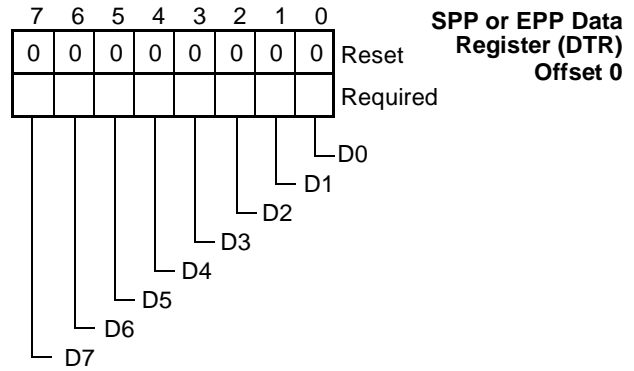 7 6 5 4 3 2 1 0
SPP or EPP Data
Register (DTR)
Offset 0
0 0 0 0 0 0 0 0 Reset
Required
D0
D1
D2
D3
D4
D5
D6
D7